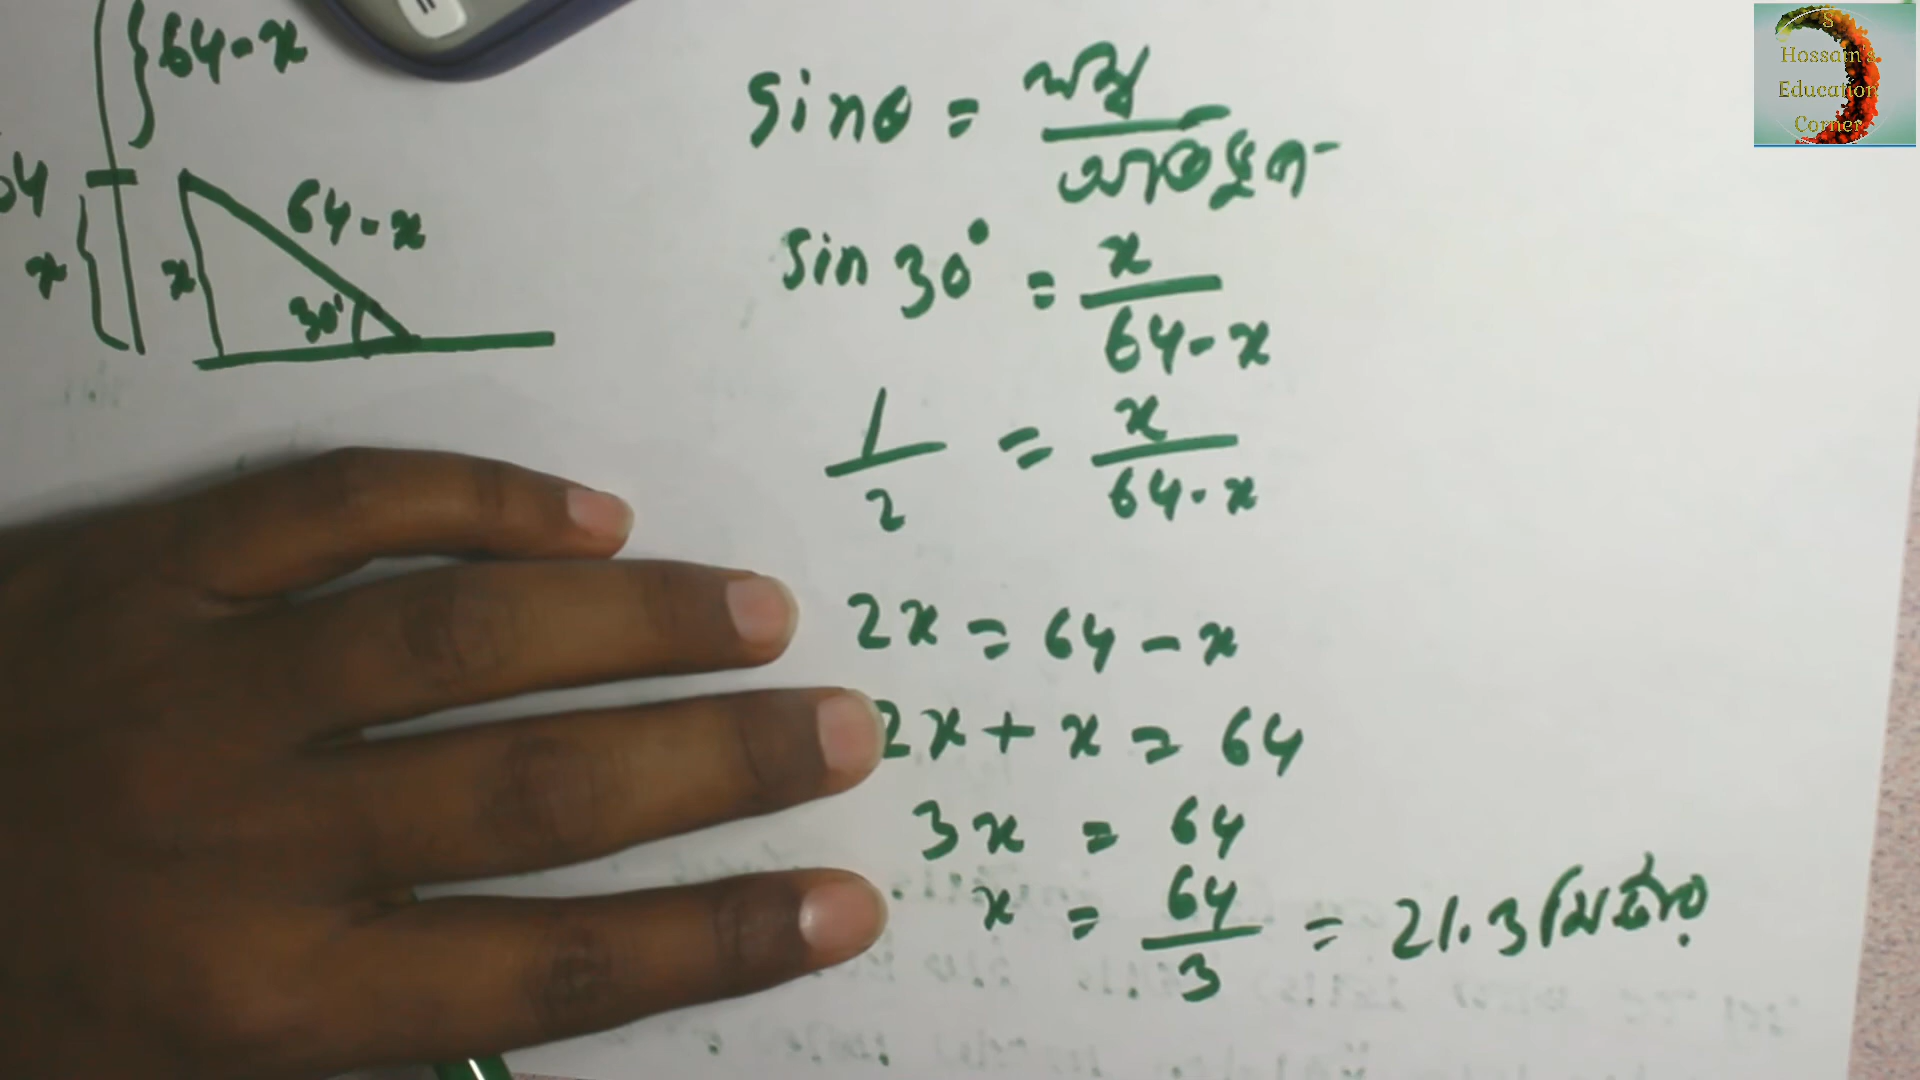 64-x
64
x
x
64-x
30°
sinθ = লম্ব / অতিভুজ
sin 30° = x / 64-x
1/2 = x / 64-x
2x = 64 - x
2x + x = 64
3x = 64
x = 64/3 = 21.3 মিটার
S
Hossain's
Education
Corner